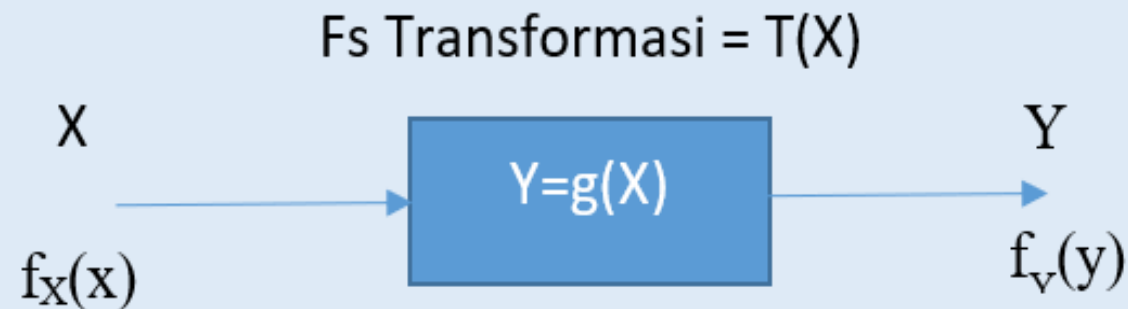 Fs Transformasi = T(X)
X
Y=g(X)
Y
fX(x)
fy(y)